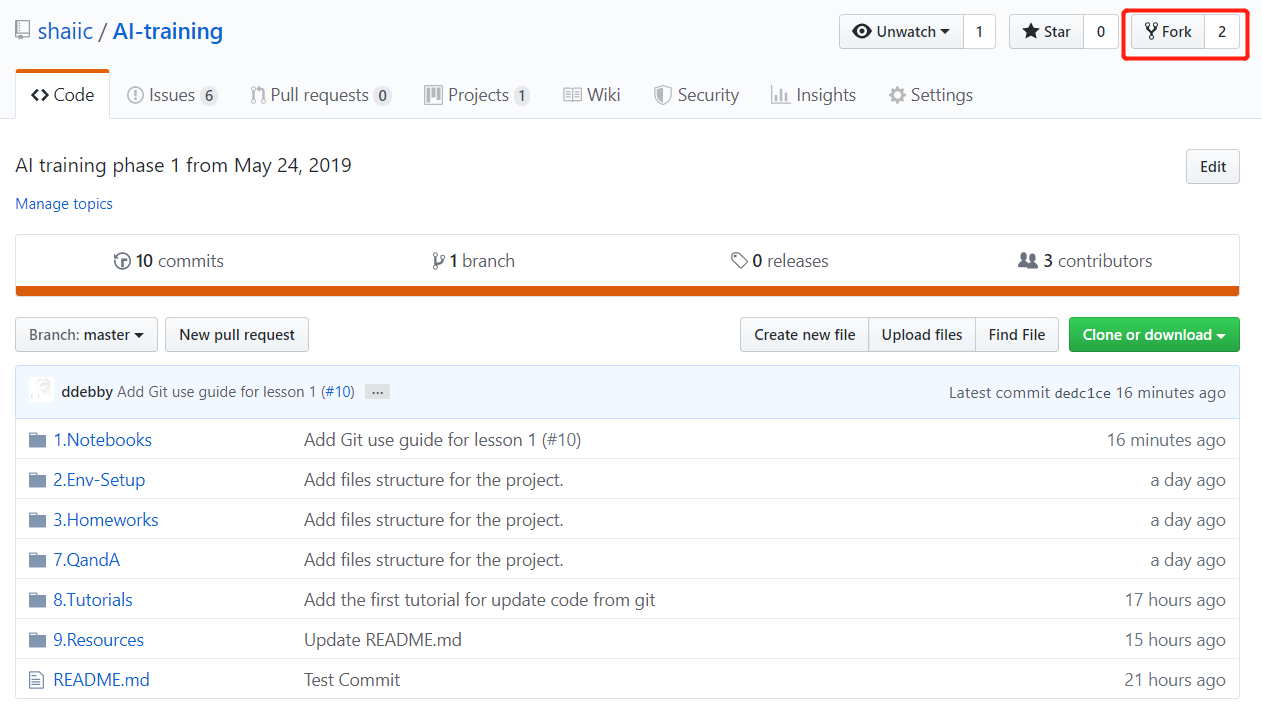 shaiic / AI-training
Unwatch 1 Star 0 Fork 2
Code Issues 6 Pull requests 0 Projects 1 Wiki Security Insights Settings
AI training phase 1 from May 24, 2019
Edit
Manage topics
10 commits 1 branch 0 releases 3 contributors
Branch: master New pull request Create new file Upload files Find File Clone or download
ddebby Add Git use guide for lesson 1 (#10) ... Latest commit dedc1ce 16 minutes ago
1.Notebooks Add Git use guide for lesson 1 (#10) 16 minutes ago
2.Env-Setup Add files structure for the project. a day ago
3.Homeworks Add files structure for the project. a day ago
7.QandA Add files structure for the project. a day ago
8.Tutorials Add the first tutorial for update code from git 17 hours ago
9.Resources Update README.md 15 hours ago
README.md Test Commit 21 hours ago